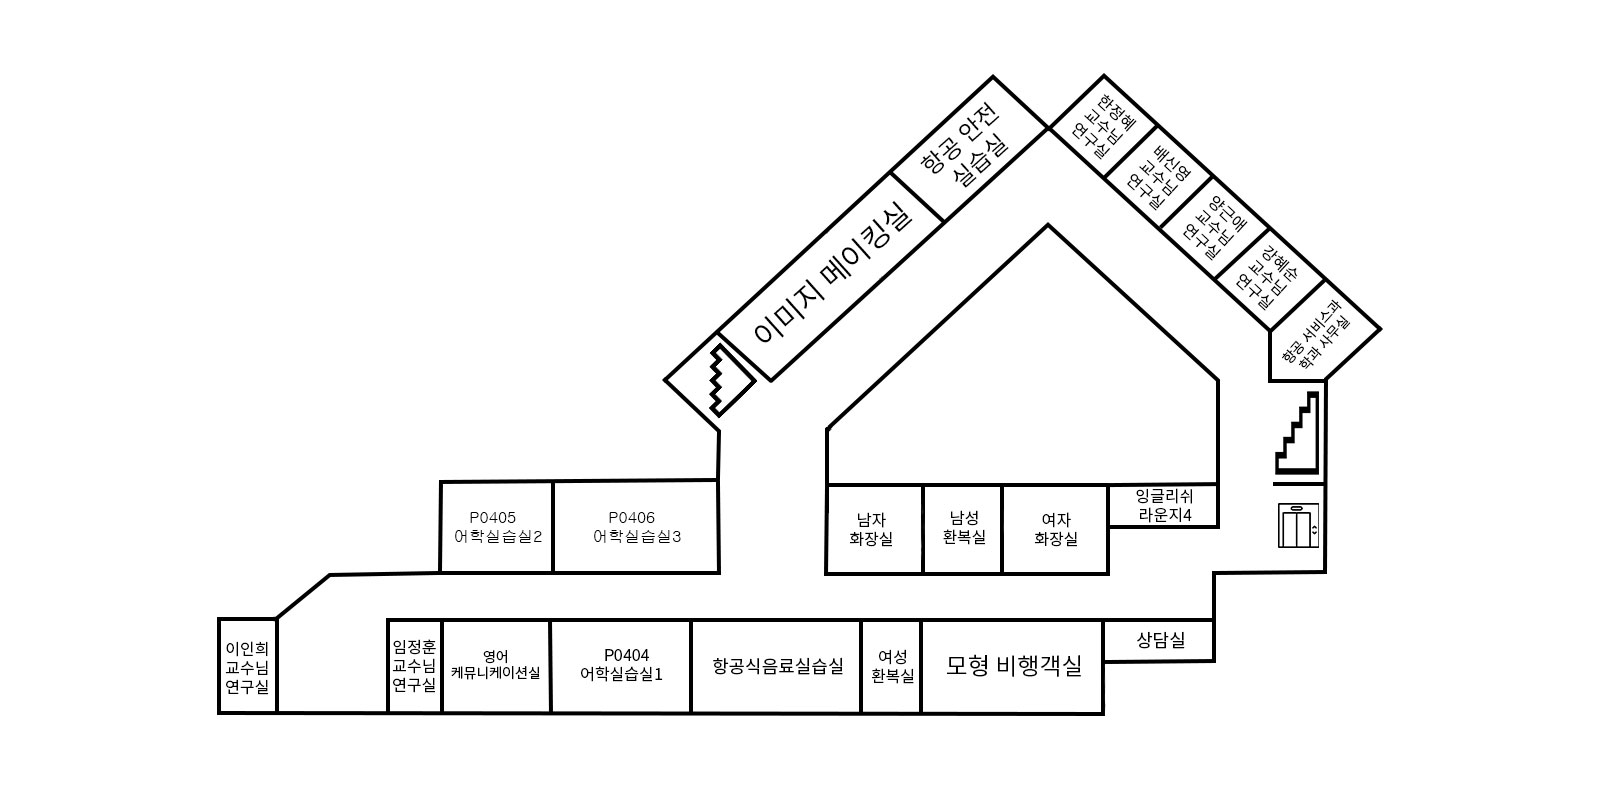 항공 안전
실습실
이미지 메이킹실
한정혜
교수님
연구실
배신영
교수님
연구실
양근애
교수님
연구실
강혜순
교수님
연구실
항공 서비스과
학과 사무실
P0405
어학실습실2
P0406
어학실습실3
남자
화장실
남성
환복실
여자
화장실
잉글리쉬
라운지4
이인희
교수님
연구실
임정훈
교수님
연구실
영어
케뮤니케이션실
P0404
어학실습실1
항공식음료실습실
여성
환복실
모형 비행객실
상담실